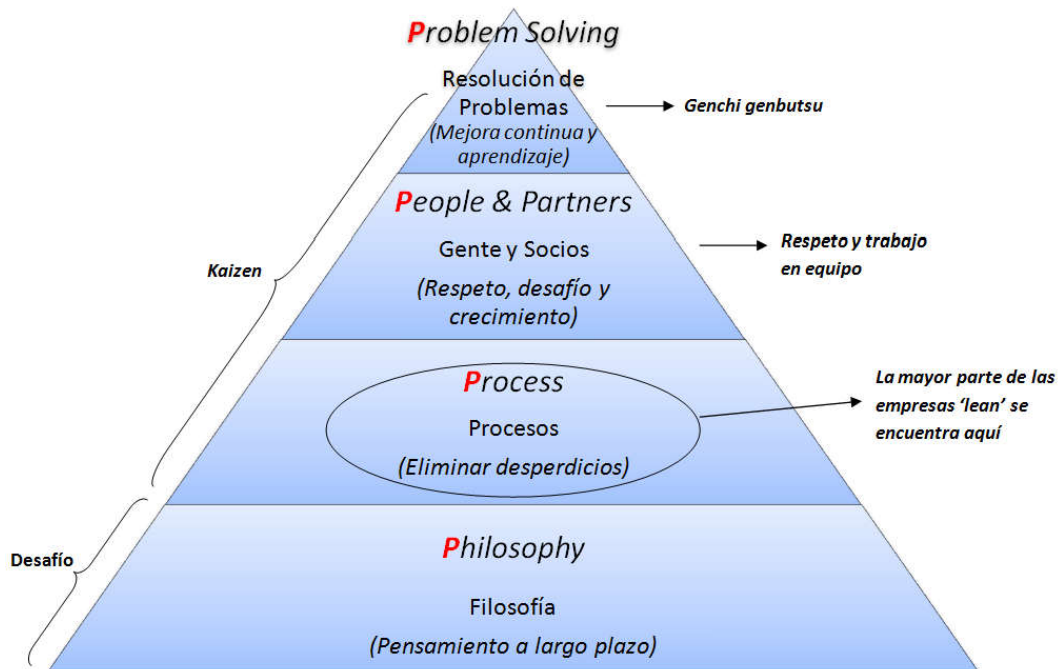 Problem Solving
Resolución de
Problemas
(Mejora continua y
aprendizaje)
Genchi genbutsu
People & Partners
Gente y Socios
(Respeto, desafío y
crecimiento)
Respeto y trabajo
en equipo
Kaizen
Process
Procesos
(Eliminar desperdicios)
La mayor parte de las
empresas ‘lean’ se
encuentra aquí
Philosophy
Filosofía
(Pensamiento a largo plazo)
Desafío